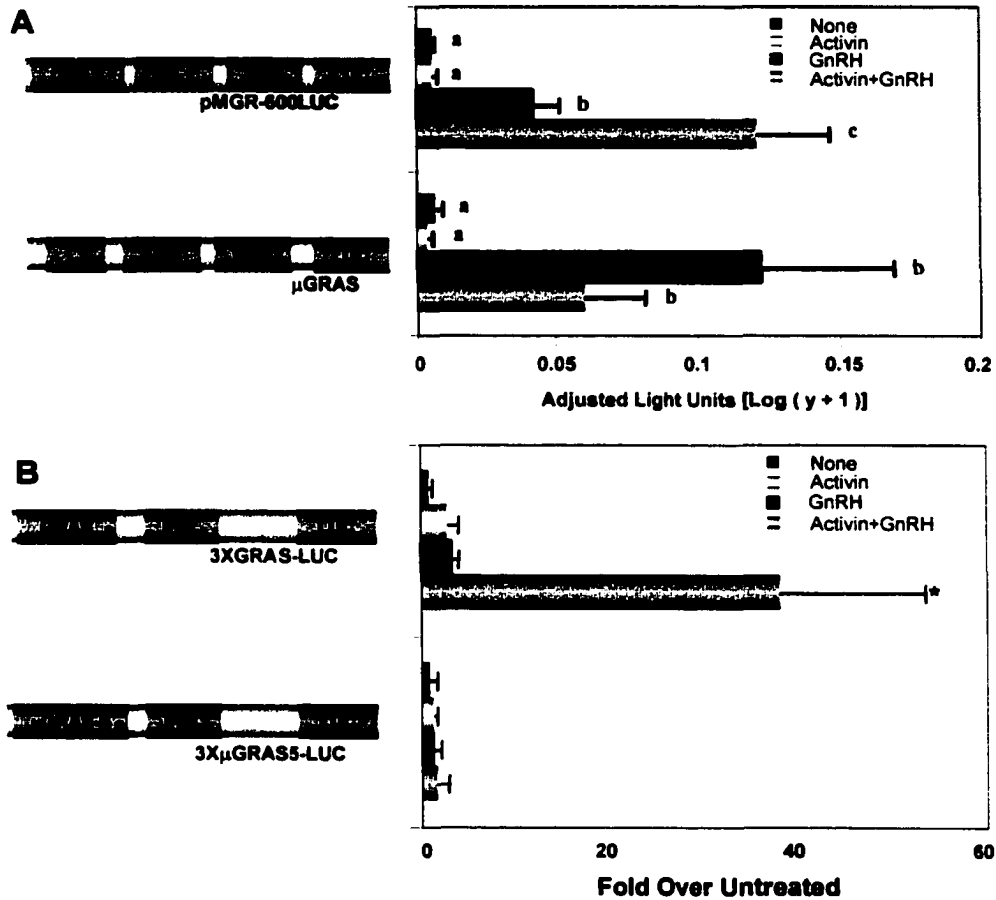 A
None
Activin
GnRH
Activin+GnRH
a
a
b
c
pMGR-600LUC
a
a
b
b
μGRAS
0 0.05 0.1 0.15 0.2
Adjusted Light Units [Log ( y + 1 )]
B
None
Activin
GnRH
Activin+GnRH
*
3XGRAS-LUC
3XμGRAS5-LUC
0 20 40 60
Fold Over Untreated